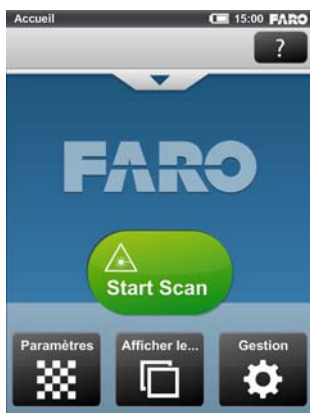 Accueil 15:00 FARO
?
FARO
Start Scan
Paramètres Afficher le... Gestion